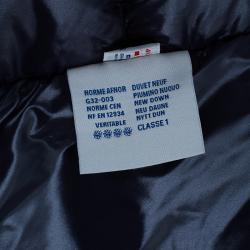 NORME AFNOR
G32-003
NORME CEN
NF EN 12934
VERITABLE
DUVET NEUF
PIUMINO NUOVO
NEW DOWN
NEU DAUNE
NYTT DUN
CLASSE 1